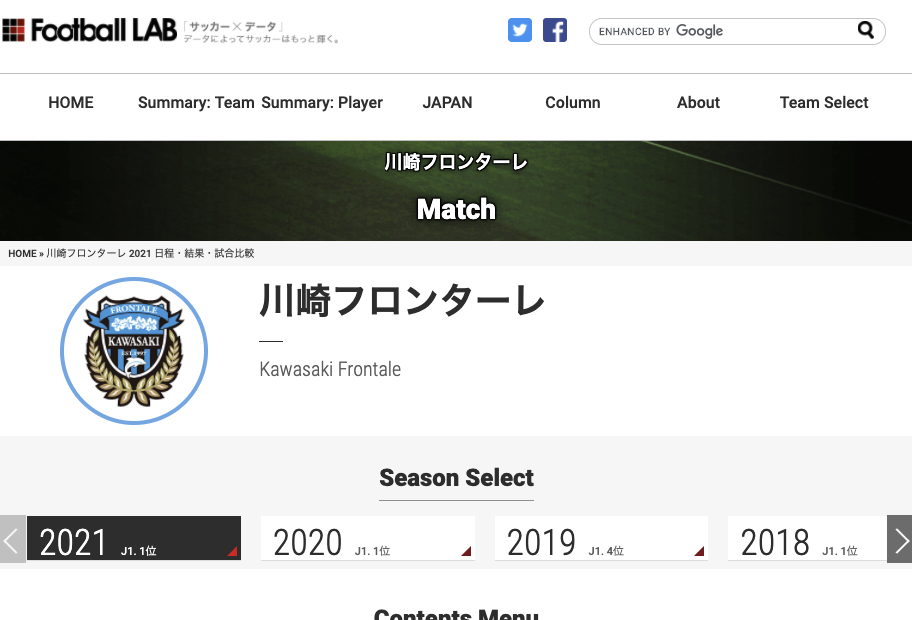 Football LAB
「サッカー×データ」
データによってサッカーはもっと輝く。
ENHANCED BY Google
HOME Summary: Team Summary: Player JAPAN Column About Team Select
川崎フロンターレ
Match
HOME » 川崎フロンターレ 2021 日程・結果・試合比較
FRONTALE
KAWASAKI
EST.1997
川崎フロンターレ
Kawasaki Frontale
Season Select
2021 J1. 1位 2020 J1. 1位 2019 J1. 4位 2018 J1. 1位
Contents Menu